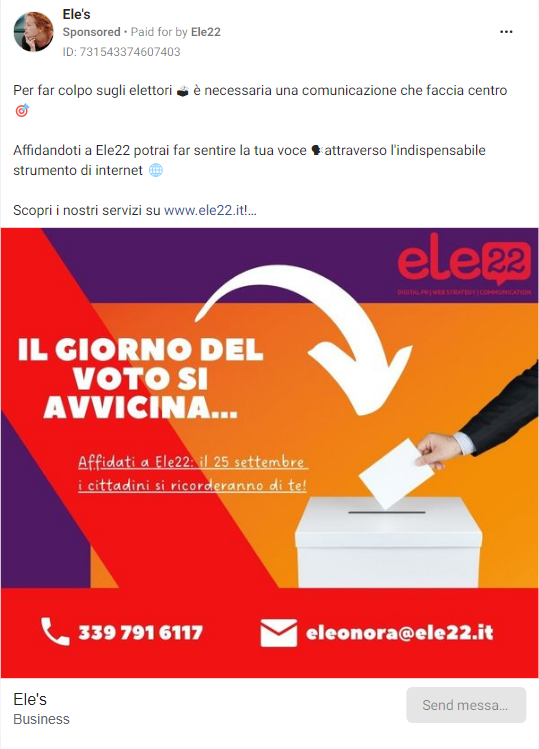 Ele's
Sponsored • Paid for by Ele22
ID: 731543374607403
Per far colpo sugli elettori 🗳 è necessaria una comunicazione che faccia centro
🎯
Affidandoti a Ele22 potrai far sentire la tua voce 🗣 attraverso l'indispensabile
strumento di internet 🌐
Scopri i nostri servizi su www.ele22.it!...
ele22
DIGITAL PR | WEB STRATEGY | COMMUNICATION
IL GIORNO DEL
VOTO SI
AVVICINA...
Affidati a Ele22: il 25 settembre
i cittadini si ricorderanno di te!
339 791 6117
eleonora@ele22.it
Ele's
Business
Send messa...